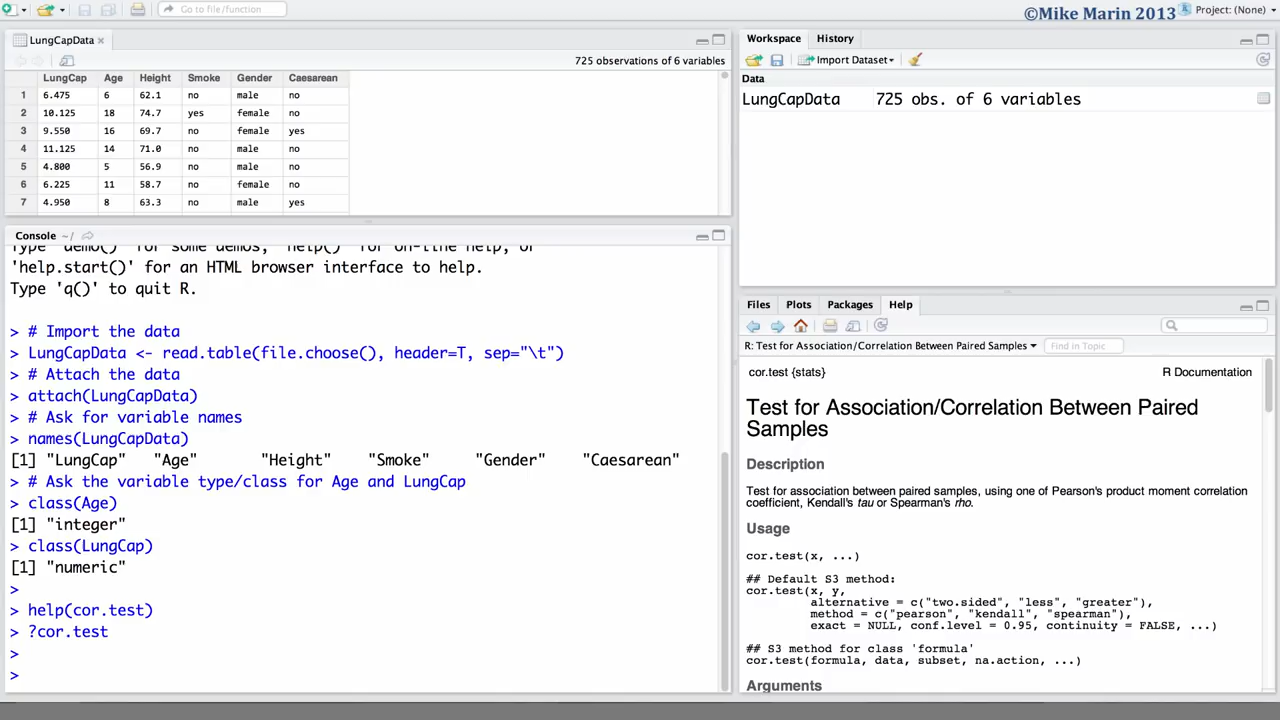 Go to file/function
©Mike Marin 2013
Project: (None)
LungCapData
725 observations of 6 variables
LungCap Age Height Smoke Gender Caesarean
1 6.475 6 62.1 no male no
2 10.125 18 74.7 yes female no
3 9.550 16 69.7 no female yes
4 11.125 14 71.0 no male no
5 4.800 5 56.9 no male no
6 6.225 11 58.7 no female no
7 4.950 8 63.3 no male yes
Console ~/
Type 'demo()' for some demos, 'help()' for on-line help, or
'help.start()' for an HTML browser interface to help.
Type 'q()' to quit R.
> # Import the data
> LungCapData <- read.table(file.choose(), header=T, sep="\t")
> # Attach the data
> attach(LungCapData)
> # Ask for variable names
> names(LungCapData)
[1] "LungCap" "Age" "Height" "Smoke" "Gender" "Caesarean"
> # Ask the variable type/class for Age and LungCap
> class(Age)
[1] "integer"
> class(LungCap)
[1] "numeric"
>
> help(cor.test)
> ?cor.test
>
>
Workspace History
Import Dataset
Data
LungCapData 725 obs. of 6 variables
Files Plots Packages Help
R: Test for Association/Correlation Between Paired Samples Find in Topic
cor.test {stats} R Documentation
Test for Association/Correlation Between Paired
Samples
Description
Test for association between paired samples, using one of Pearson's product moment correlation
coefficient, Kendall's tau or Spearman's rho.
Usage
cor.test(x, ...)
## Default S3 method:
cor.test(x, y,
alternative = c("two.sided", "less", "greater"),
method = c("pearson", "kendall", "spearman"),
exact = NULL, conf.level = 0.95, continuity = FALSE, ...)
## S3 method for class 'formula'
cor.test(formula, data, subset, na.action, ...)
Arguments